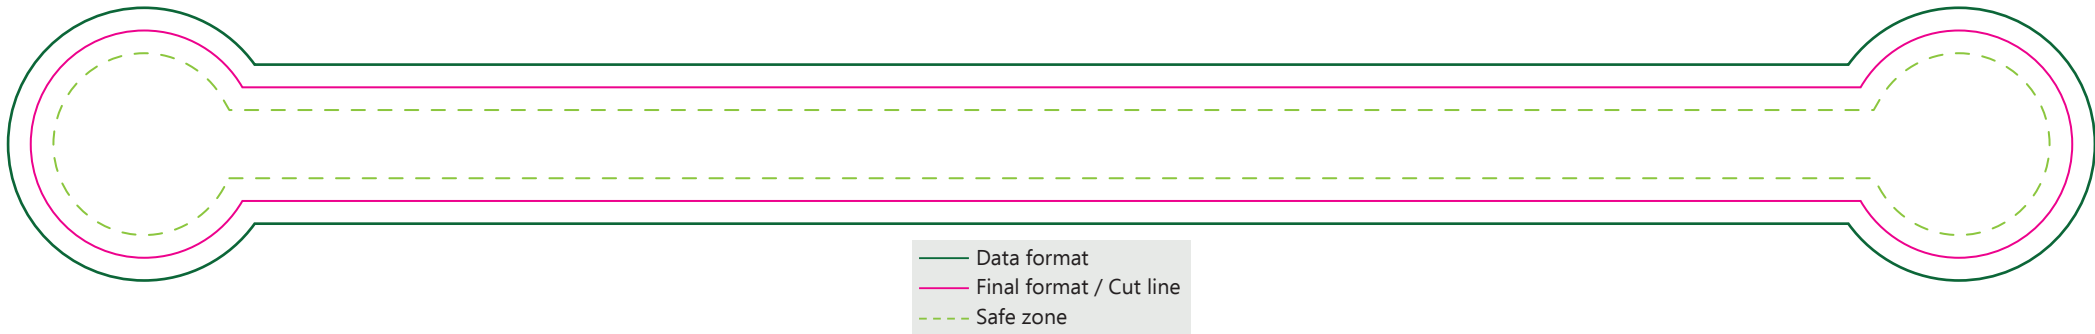 Data format
Final format / Cut line
Safe zone